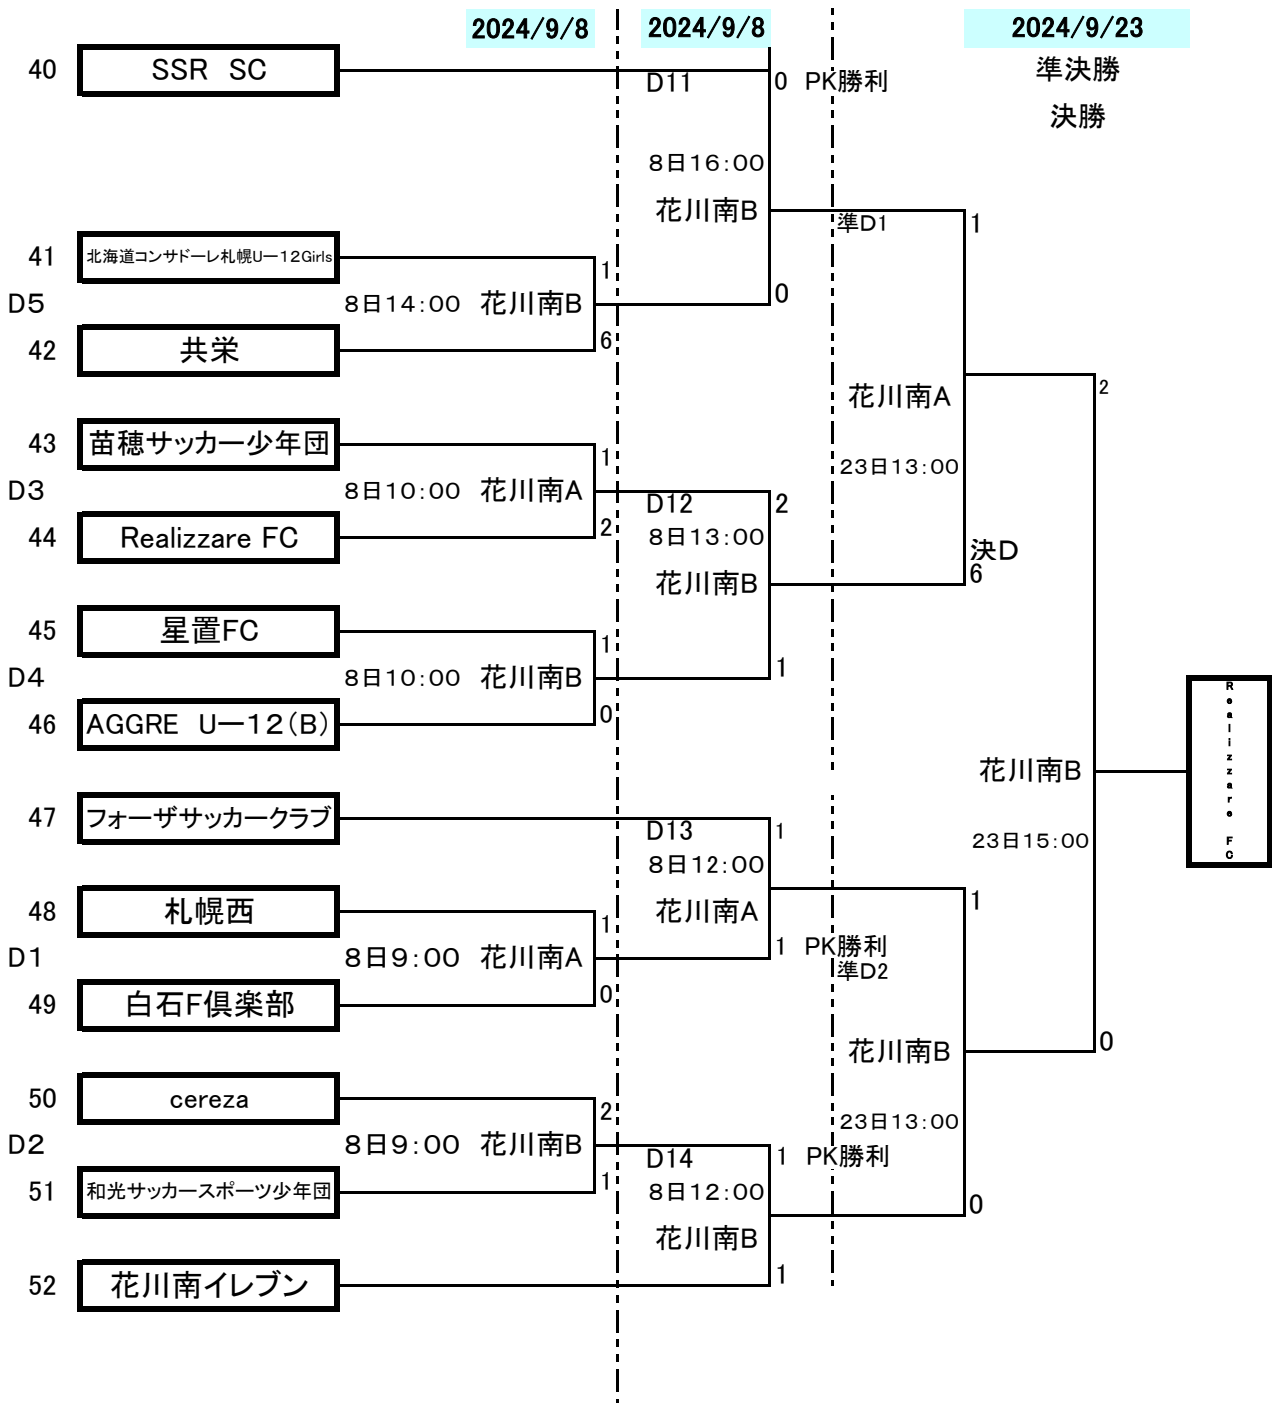 2024/9/8 2024/9/8 2024/9/23
40 SSR SC D11 0 PK勝利 準決勝
決勝
8日16:00
花川南B 準D1 1
41 北海道コンサドーレ札幌U－12Girls 1
D5 8日14:00 花川南B 0
42 共栄 6
花川南A 2
43 苗穂サッカー少年団 1
23日13:00
D3 8日10:00 花川南A D12 2
44 Realizzare FC 2 8日13:00
決D
花川南B 6
45 星置FC 1
D4 8日10:00 花川南B 1
46 AGGRE U－12(B) 0
Realizzare FC
花川南B
47 フォーザサッカークラブ D13 1
23日15:00
8日12:00
48 札幌西 1 花川南A 1
D1 8日9:00 花川南A 1 PK勝利
準D2
49 白石F倶楽部 0
花川南B 0
50 cereza 2
23日13:00
D2 8日9:00 花川南B D14 1 PK勝利
51 和光サッカースポーツ少年団 1 8日12:00 0
花川南B
52 花川南イレブン 1